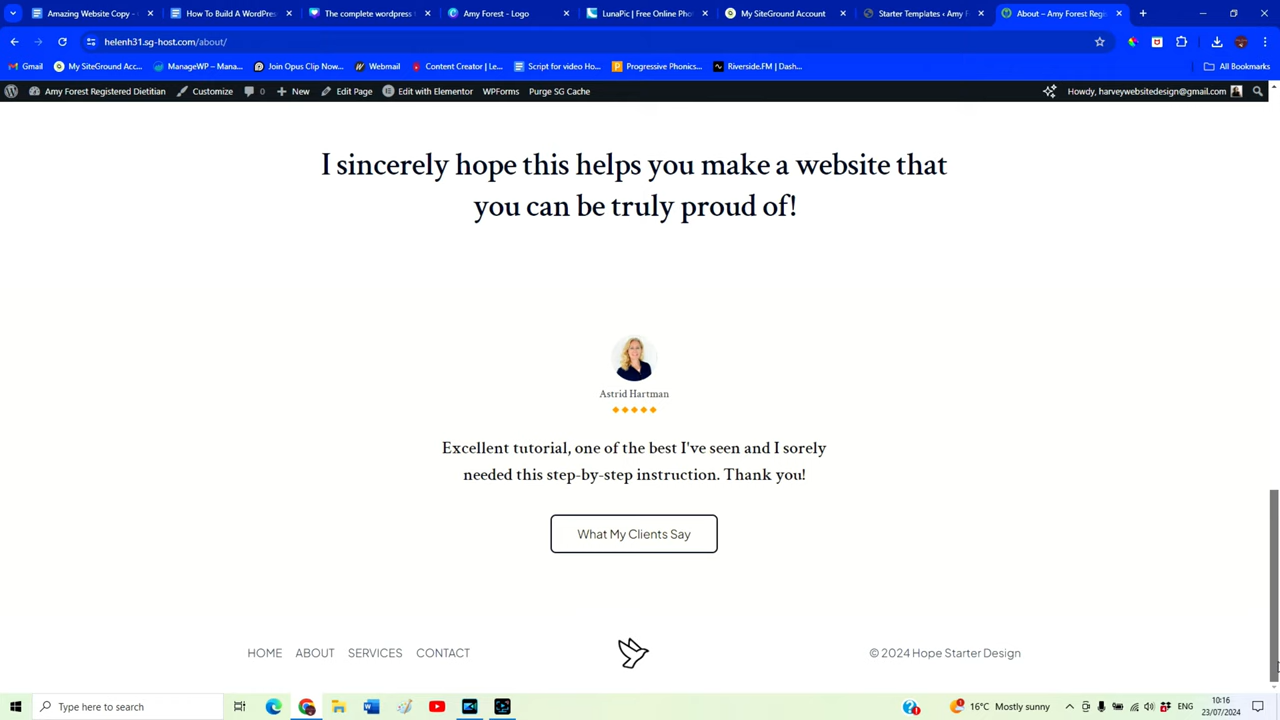 Amazing Website Copy -
How To Build A WordPres
The complete wordpress
Amy Forest - Logo
LunaPic | Free Online Pho
My SiteGround Account
Starter Templates ‹ Amy F
About – Amy Forest Reg
helenh31.sg-host.com/about/
Gmail
My SiteGround Acc...
ManageWP – Mana...
Join Opus Clip Now...
Webmail
Content Creator | Le...
Script for video Ho...
Progressive Phonics...
Riverside.FM | Dash...
All Bookmarks
Amy Forest Registered Dietitian
Customize
0
New
Edit Page
Edit with Elementor
WPForms
Purge SG Cache
Howdy, harveywebsitedesign@gmail.com
I sincerely hope this helps you make a website that
you can be truly proud of!
Astrid Hartman
Excellent tutorial, one of the best I've seen and I sorely
needed this step-by-step instruction. Thank you!
What My Clients Say
HOME ABOUT SERVICES CONTACT
© 2024 Hope Starter Design
Type here to search
16°C Mostly sunny
ENG
10:16
23/07/2024